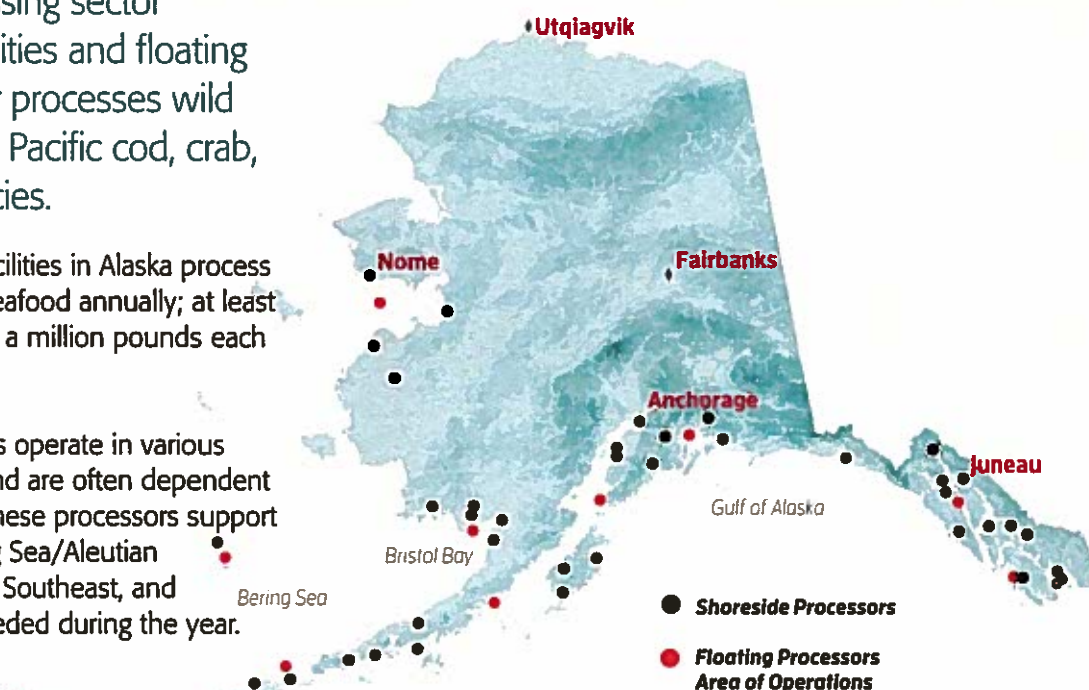 sing sector
ities and floating
processes wild
Pacific cod, crab,
cies.
cilities in Alaska process
eafood annually; at least
a million pounds each
s operate in various
nd are often dependent
hese processors support
g Sea/Aleutian
Southeast, and
eded during the year.
Utqiagvik
Nome
Fairbanks
Anchorage
Juneau
Gulf of Alaska
Bristol Bay
Bering Sea
Shoreside Processors
Floating Processors
Area of Operations